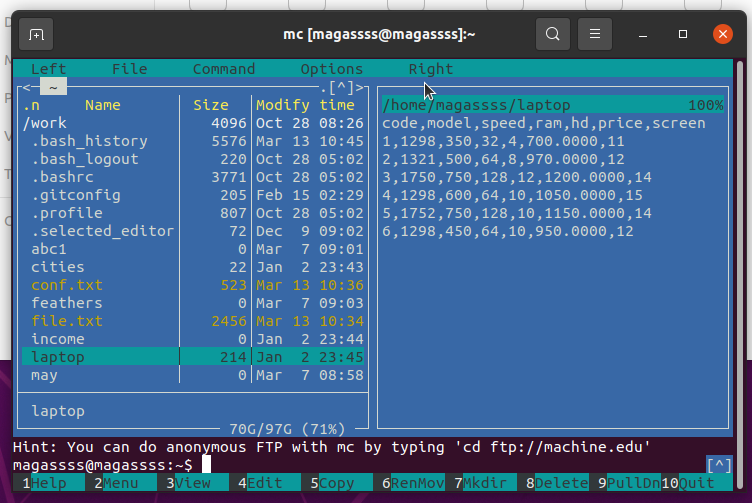 mc [magassss@magassss]:~
Left File Command Options Right
<─ ~ .[^]>
.n Name Size Modify time
/work 4096 Oct 28 08:26
.bash_history 5576 Mar 13 10:45
.bash_logout 220 Oct 28 05:02
.bashrc 3771 Oct 28 05:02
.gitconfig 205 Feb 15 02:29
.profile 807 Oct 28 05:02
.selected_editor 72 Dec 9 09:02
abc1 0 Mar 7 09:01
cities 22 Jan 2 23:43
conf.txt 523 Mar 13 10:36
feathers 0 Mar 7 09:03
file.txt 2456 Mar 13 10:34
income 0 Jan 2 23:44
laptop 214 Jan 2 23:45
may 0 Mar 7 08:58
laptop
70G/97G (71%)
/home/magassss/laptop 100%
code,model,speed,ram,hd,price,screen
1,1298,350,32,4,700.0000,11
2,1321,500,64,8,970.0000,12
3,1750,750,128,12,1200.0000,14
4,1298,600,64,10,1050.0000,15
5,1752,750,128,10,1150.0000,14
6,1298,450,64,10,950.0000,12
Hint: You can do anonymous FTP with mc by typing 'cd ftp://machine.edu'
magassss@magassss:~$ [^]
1Help 2Menu 3View 4Edit 5Copy 6RenMov 7Mkdir 8Delete 9PullDn 10Quit